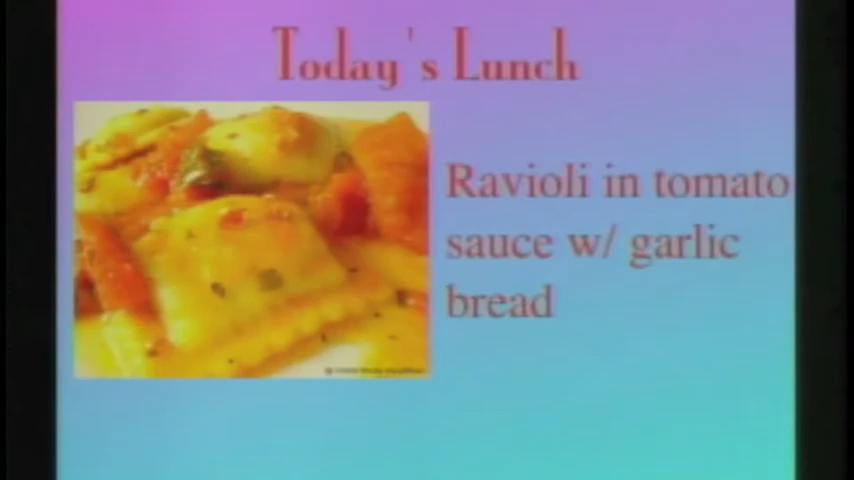 Today's Lunch
Ravioli in tomato
sauce w/ garlic
bread